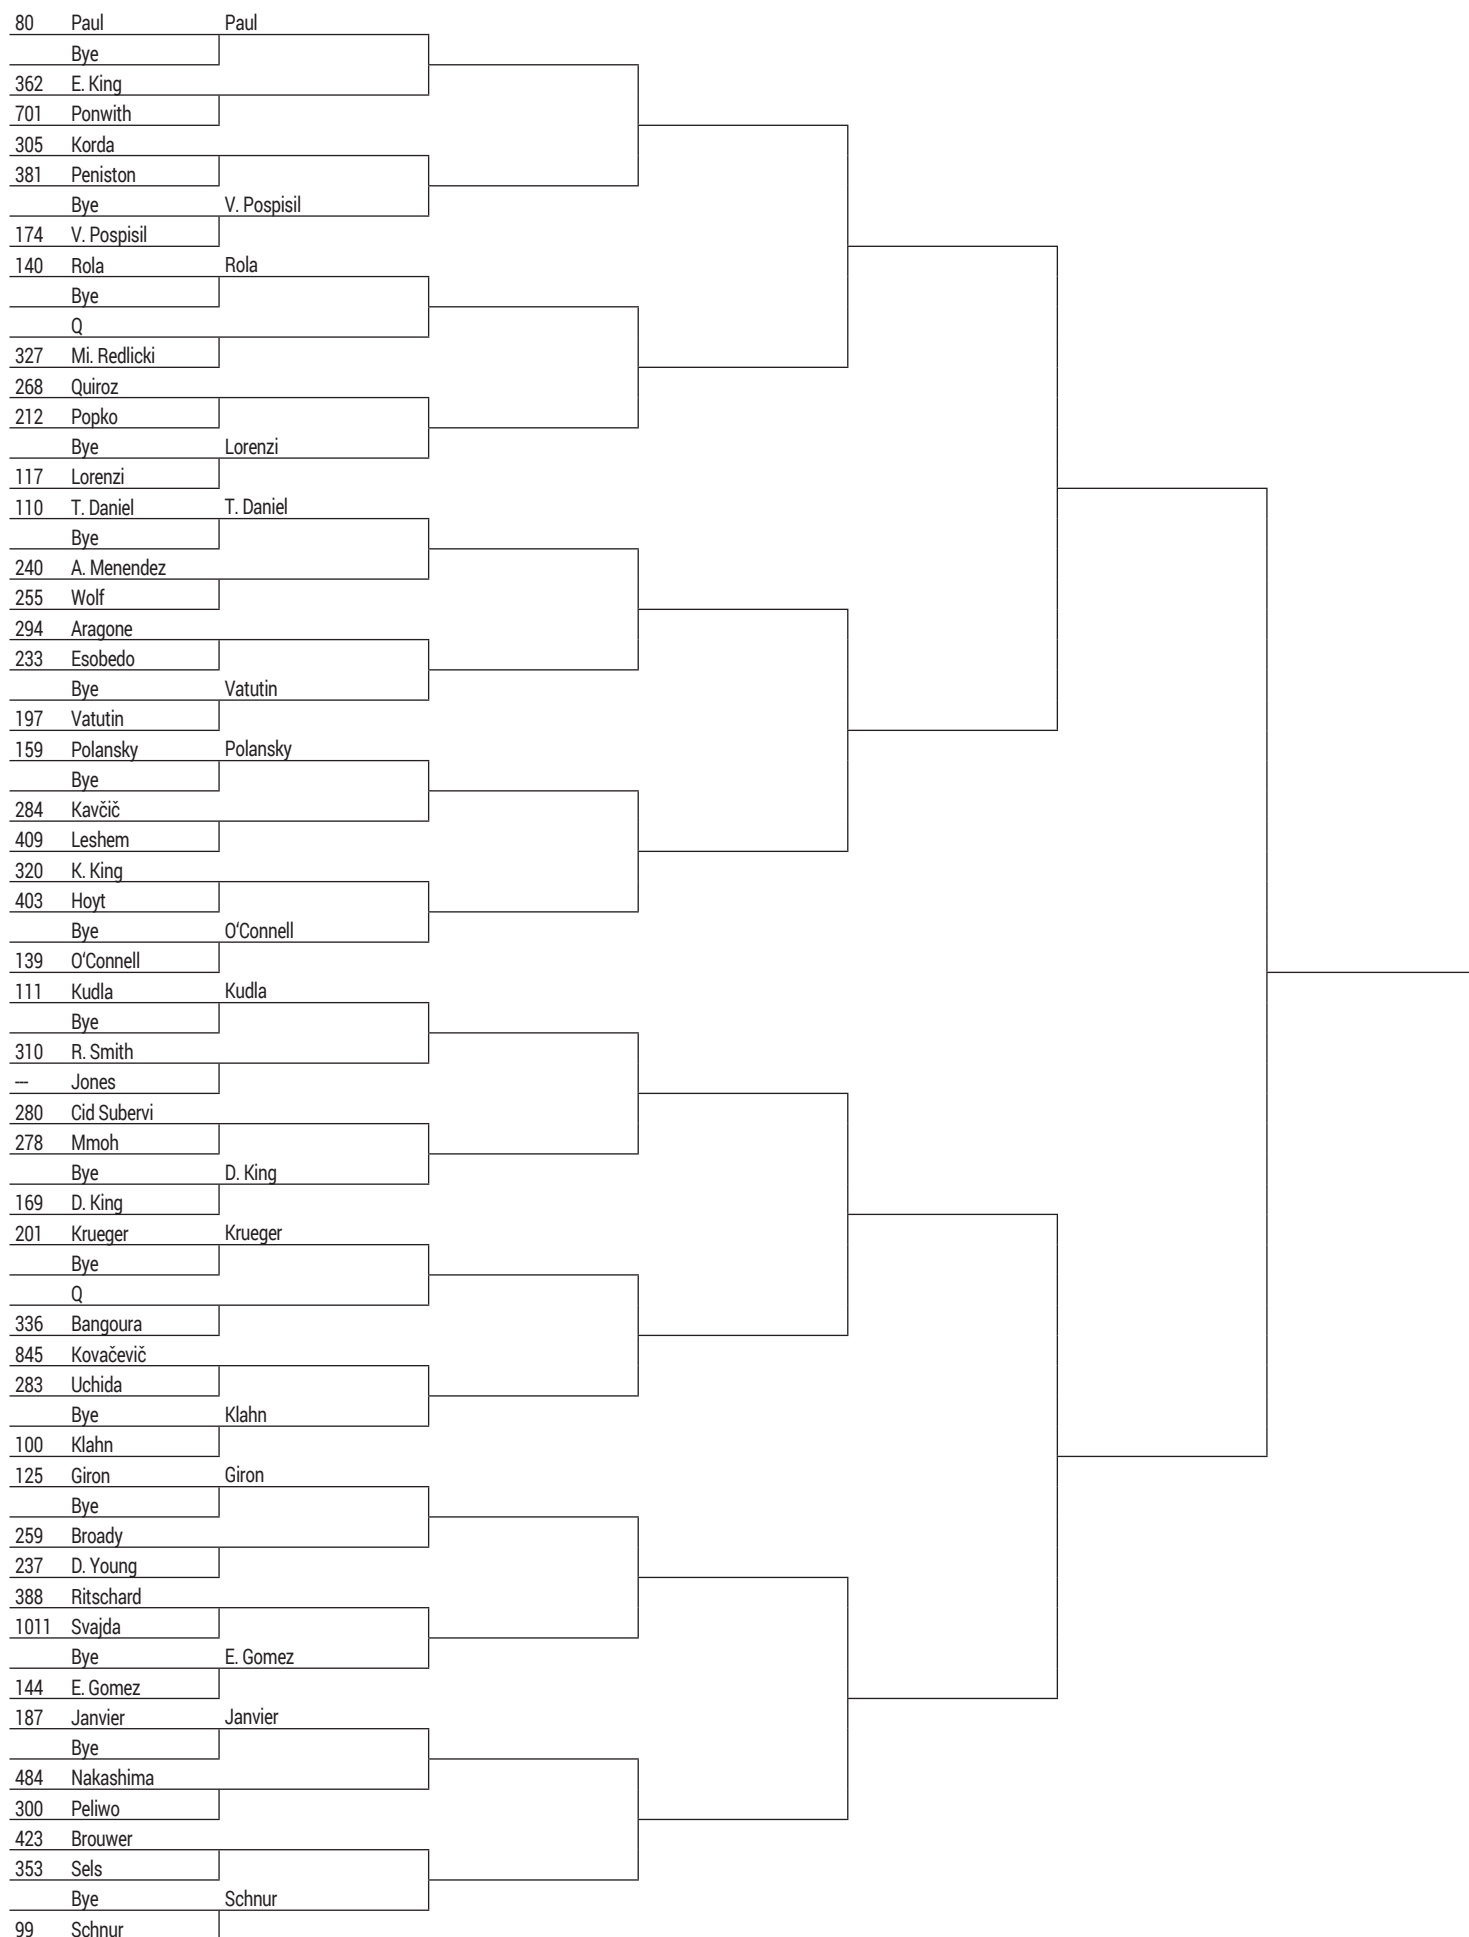 80 Paul Paul
Bye
362 E. King
701 Ponwith
305 Korda
381 Peniston
Bye V. Pospisil
174 V. Pospisil
140 Rola Rola
Bye
Q
327 Mi. Redlicki
268 Quiroz
212 Popko
Bye Lorenzi
117 Lorenzi
110 T. Daniel T. Daniel
Bye
240 A. Menendez
255 Wolf
294 Aragone
233 Esobedo
Bye Vatutin
197 Vatutin
159 Polansky Polansky
Bye
284 Kavčič
409 Leshem
320 K. King
403 Hoyt
Bye O'Connell
139 O'Connell
111 Kudla Kudla
Bye
310 R. Smith
--- Jones
280 Cid Subervi
278 Mmoh
Bye D. King
169 D. King
201 Krueger Krueger
Bye
Q
336 Bangoura
845 Kovačevič
283 Uchida
Bye Klahn
100 Klahn
125 Giron Giron
Bye
259 Broady
237 D. Young
388 Ritschard
1011 Svajda
Bye E. Gomez
144 E. Gomez
187 Janvier Janvier
Bye
484 Nakashima
300 Peliwo
423 Brouwer
353 Sels
Bye Schnur
99 Schnur